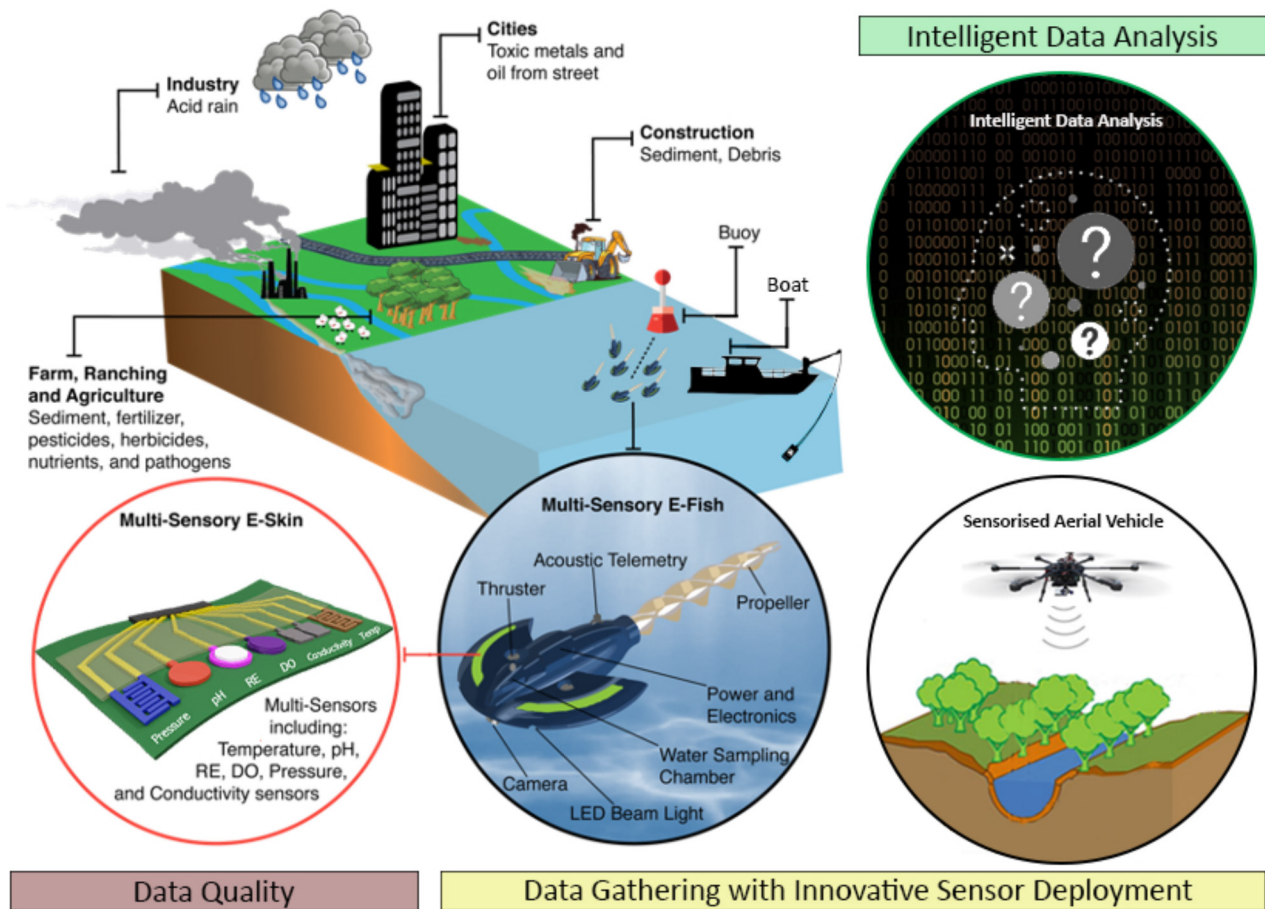 Intelligent Data Analysis
Cities
Toxic metals and
oil from street
Industry
Acid rain
Construction
Sediment, Debris
Buoy
Boat
Farm, Ranching
and Agriculture
Sediment, fertilizer,
pesticides, herbicides,
nutrients, and pathogens
Intelligent Data Analysis
?
?
?
Multi-Sensory E-Skin
Pressure
pH
RE
DO
Conductivity
Temp
Multi-Sensors
including:
Temperature, pH,
RE, DO, Pressure,
and Conductivity sensors
Multi-Sensory E-Fish
Acoustic Telemetry
Thruster
Propeller
Power and
Electronics
Water Sampling
Chamber
Camera
LED Beam Light
Sensorised Aerial Vehicle
Data Quality
Data Gathering with Innovative Sensor Deployment